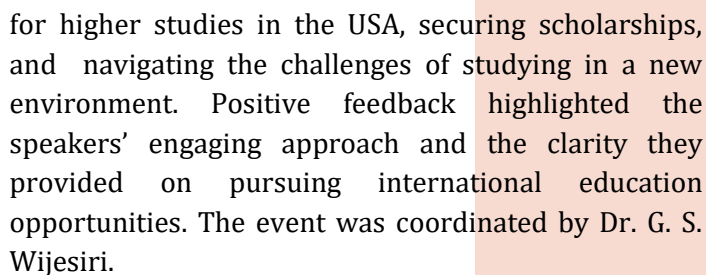 for higher studies in the USA, securing scholarships,
and navigating the challenges of studying in a new
environment. Positive feedback highlighted the
speakers’ engaging approach and the clarity they
provided on pursuing international education
opportunities. The event was coordinated by Dr. G. S.
Wijesiri.